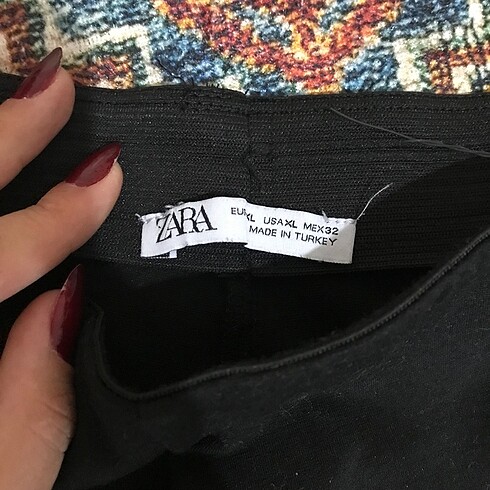 ZARA
EUR XL USA XL MEX 32
MADE IN TURKEY